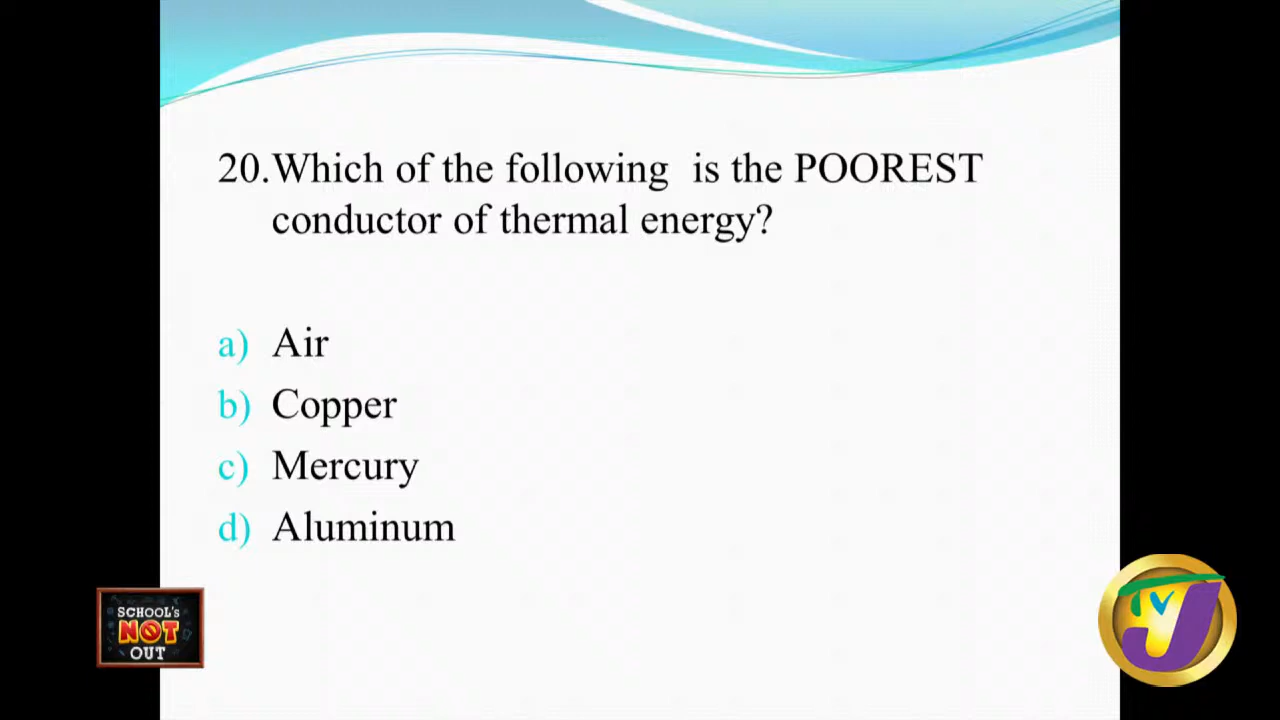 20.Which of the following is the POOREST
conductor of thermal energy?
a) Air
b) Copper
c) Mercury
d) Aluminum
SCHOOL's
NOT
OUT
TVJ